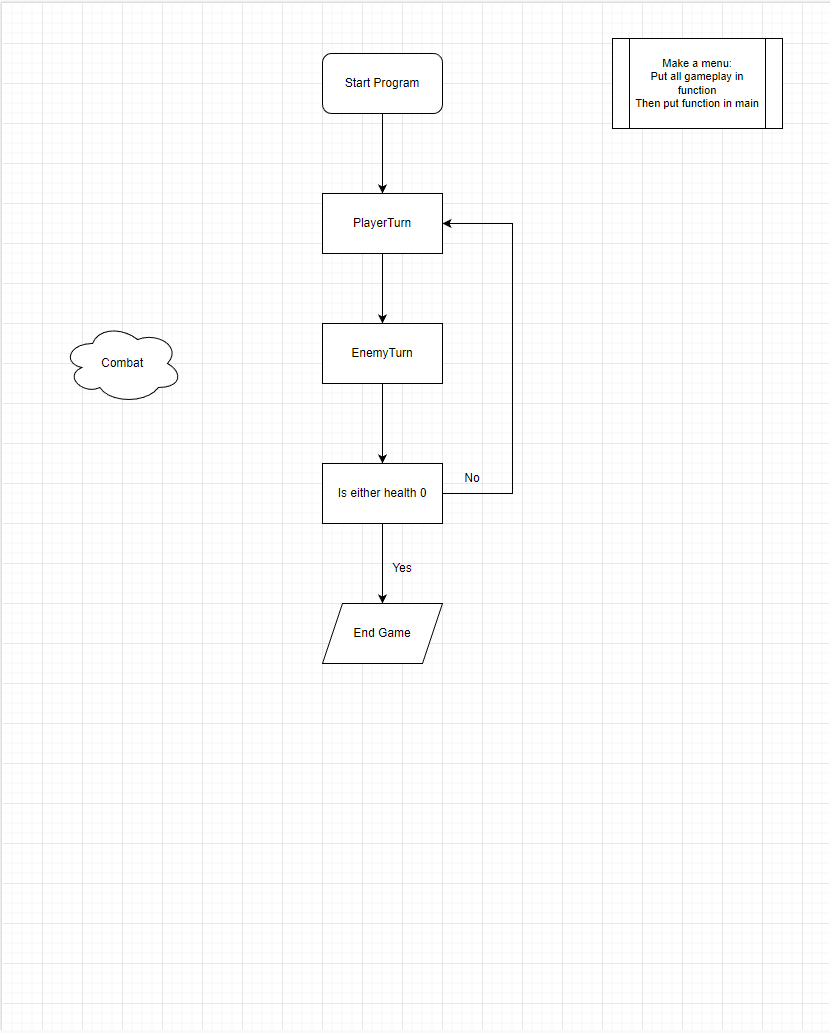 Start Program
Make a menu:
Put all gameplay in
function
Then put function in main
PlayerTurn
EnemyTurn
Combat
Is either health 0
No
Yes
End Game